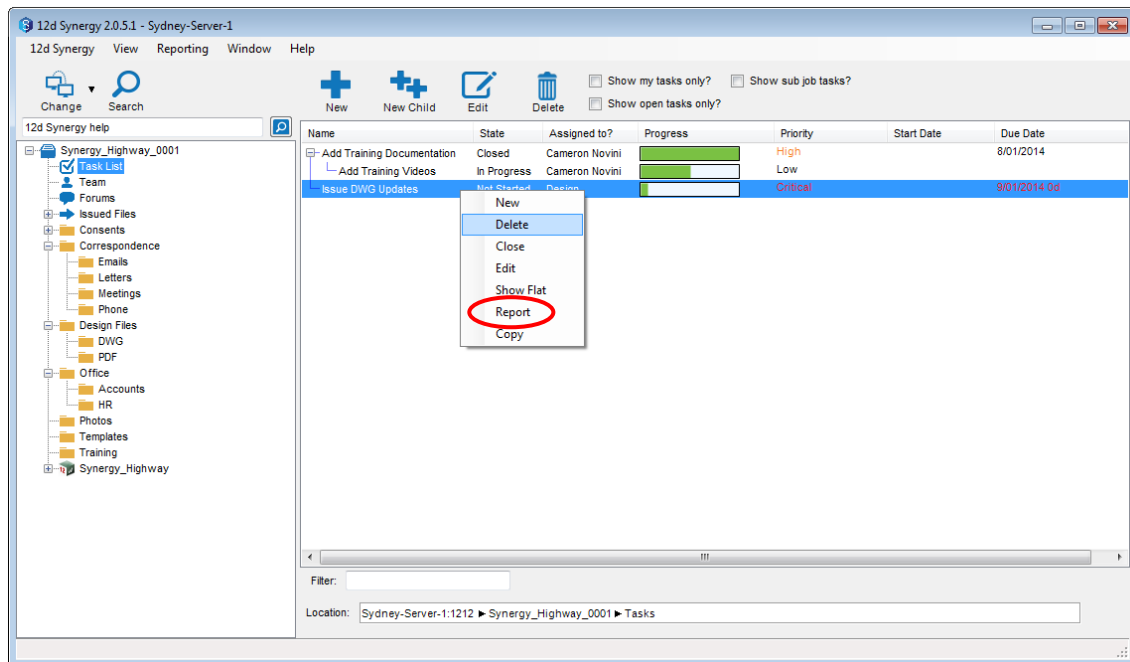 12d Synergy 2.0.5.1 - Sydney-Server-1
12d Synergy View Reporting Window Help
Change Search New New Child Edit Delete
Show my tasks only? Show sub job tasks?
Show open tasks only?
12d Synergy help
Synergy_Highway_0001
Task List
Team
Forums
Issued Files
Consents
Correspondence
Emails
Letters
Meetings
Phone
Design Files
DWG
PDF
Office
Accounts
HR
Photos
Templates
Training
Synergy_Highway
Name State Assigned to? Progress Priority Start Date Due Date
Add Training Documentation Closed Cameron Novini High 8/01/2014
Add Training Videos In Progress Cameron Novini Low
Issue DWG Updates Not Started Design Critical 9/01/2014 0d
New
Delete
Close
Edit
Show Flat
Report
Copy
Filter:
Location: Sydney-Server-1:1212 ► Synergy_Highway_0001 ► Tasks